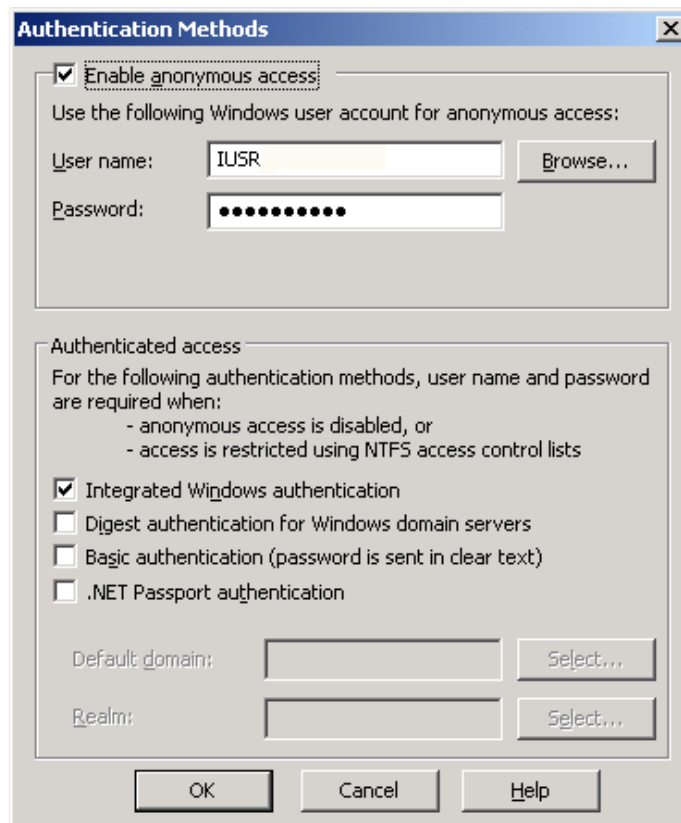 Authentication Methods
Enable anonymous access
Use the following Windows user account for anonymous access:
User name: IUSR Browse...
Password: ●●●●●●●●●●
Authenticated access
For the following authentication methods, user name and password
are required when:
- anonymous access is disabled, or
- access is restricted using NTFS access control lists
Integrated Windows authentication
Digest authentication for Windows domain servers
Basic authentication (password is sent in clear text)
.NET Passport authentication
Default domain: Select...
Realm: Select...
OK Cancel Help